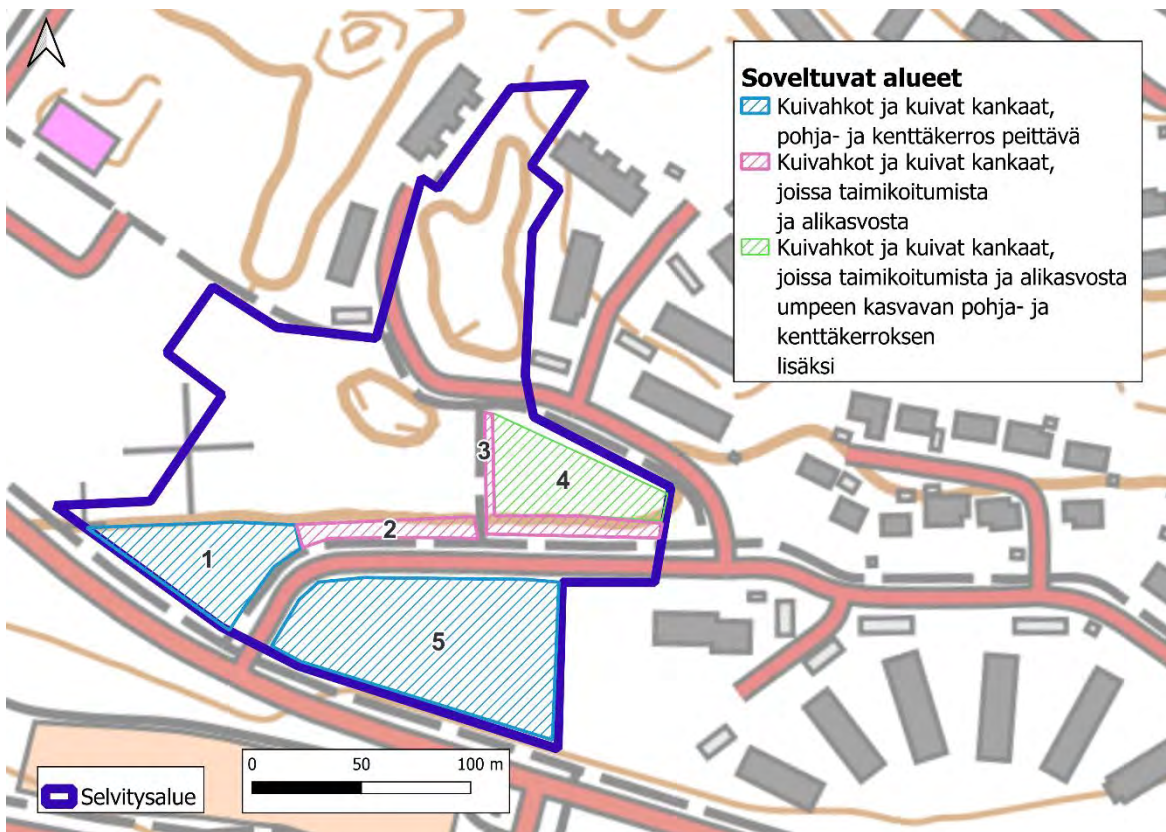 Soveltuvat alueet
Kuivahkot ja kuivat kankaat,
pohja- ja kenttäkerros peittävä
Kuivahkot ja kuivat kankaat,
joissa taimikoitumista
ja alikasvosta
Kuivahkot ja kuivat kankaat,
joissa taimikoitumista ja alikasvosta
umpeen kasvavan pohja- ja
kenttäkerroksen
lisäksi
3
4
2
1
5
0 50 100 m
Selvitysalue